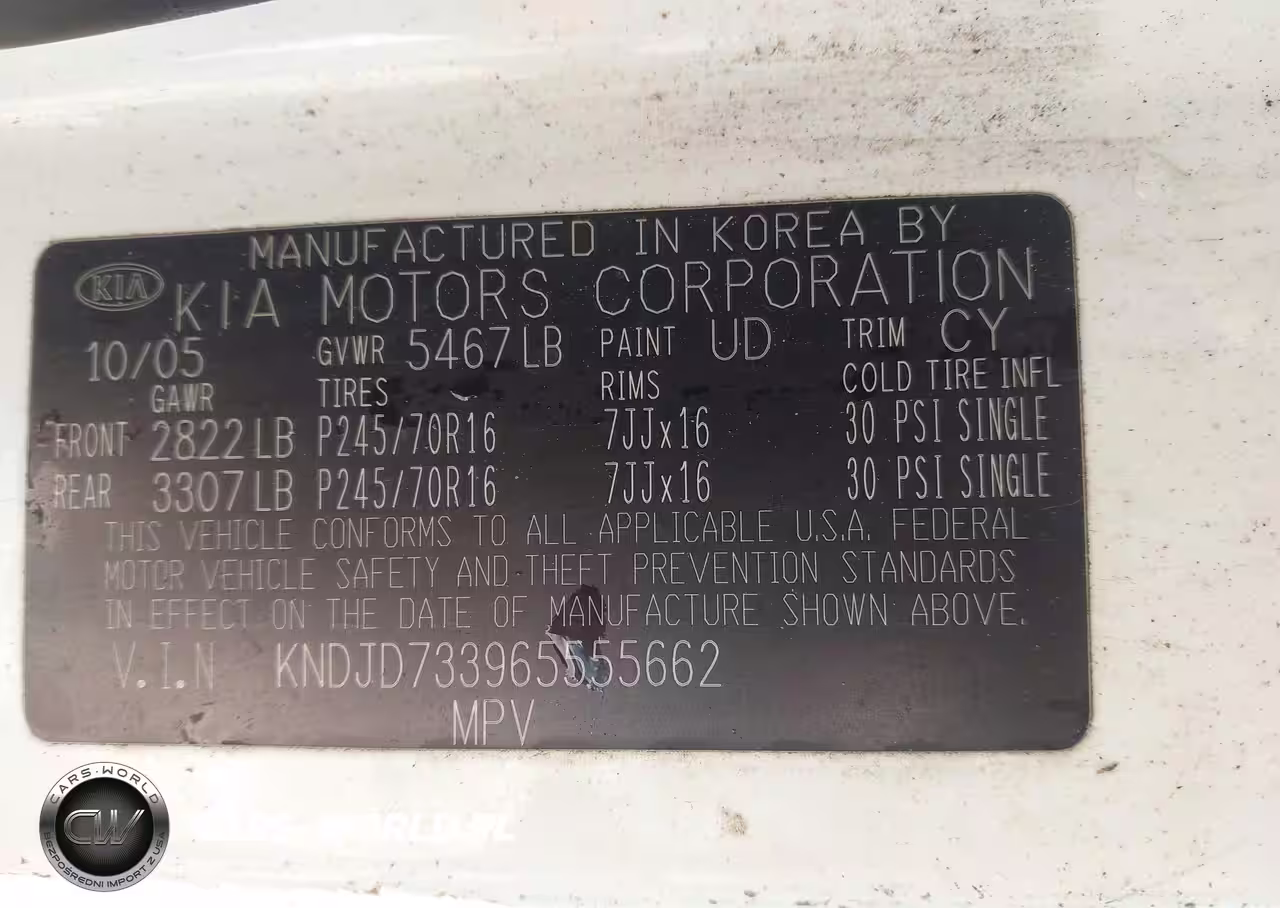 MANUFACTURED IN KOREA BY
KIA KIA MOTORS CORPORATION
10/05 GVWR 5467LB PAINT UD TRIM CY
GAWR TIRES RIMS COLD TIRE INFL
FRONT 2822LB P245/70R16 7JJx16 30 PSI SINGLE
REAR 3307LB P245/70R16 7JJx16 30 PSI SINGLE
THIS VEHICLE CONFORMS TO ALL APPLICABLE U.S.A. FEDERAL
MOTOR VEHICLE SAFETY AND THEFT PREVENTION STANDARDS
IN EFFECT ON THE DATE OF MANUFACTURE SHOWN ABOVE.
V.I.N KNDJD733965555662
MPV
CARS·WORLD
CW
BEZPOŚREDNI IMPORT Z USA